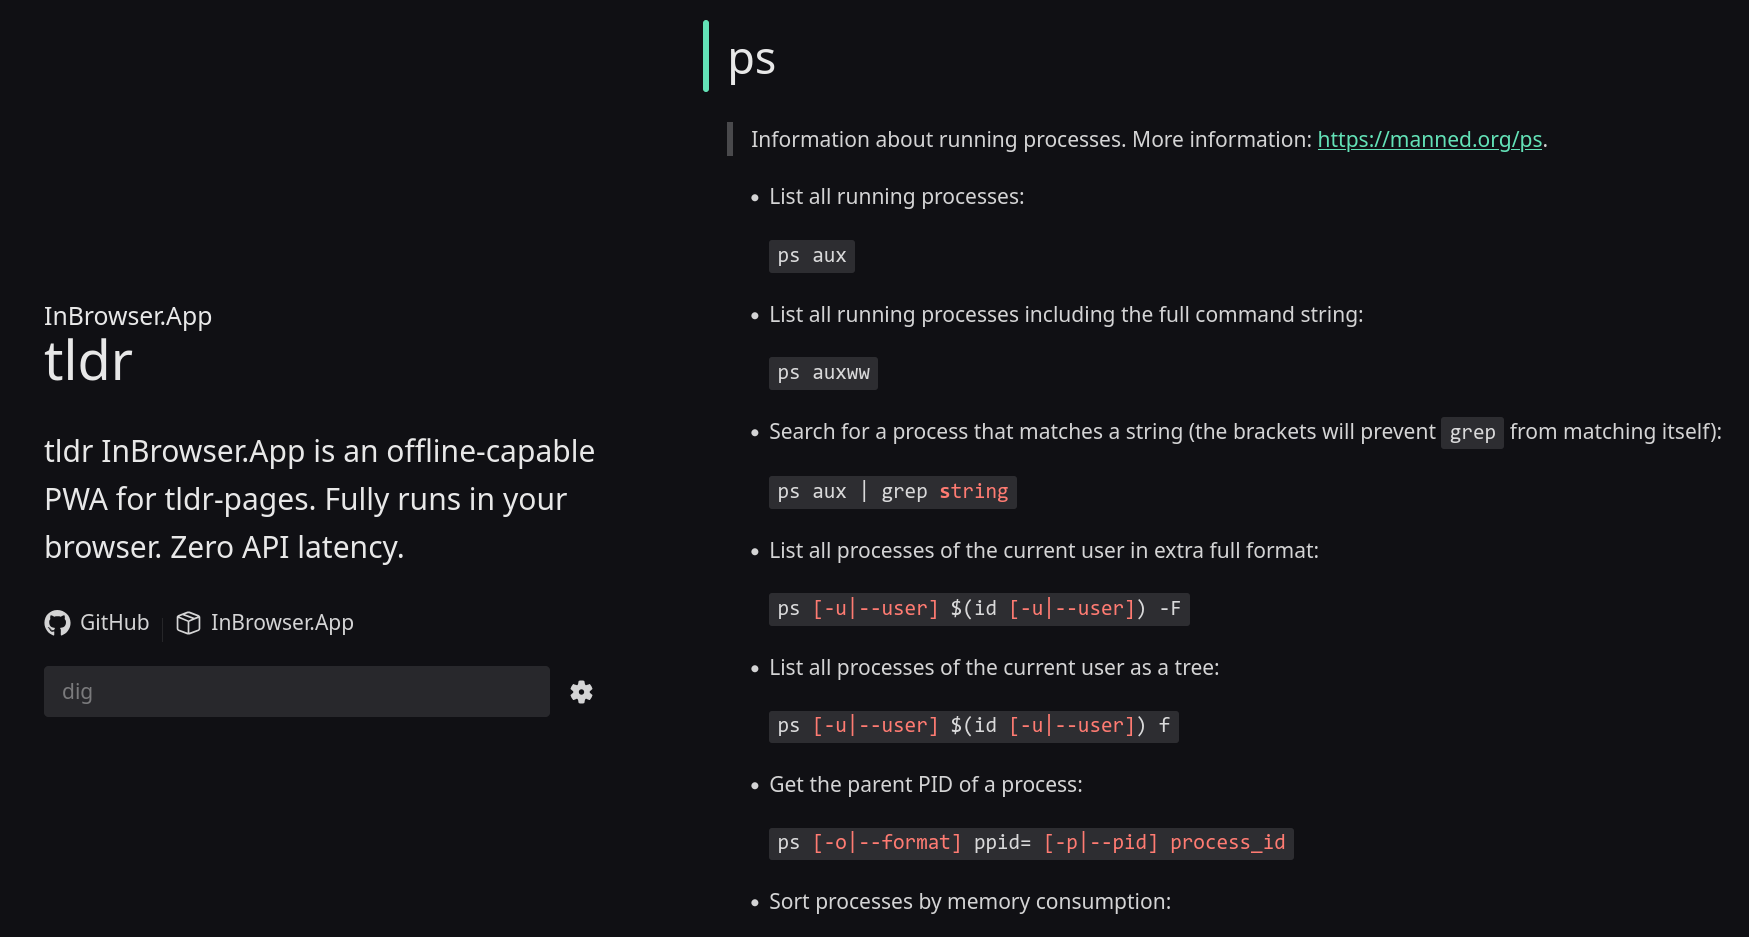 InBrowser.App
tldr
tldr InBrowser.App is an offline-capable
PWA for tldr-pages. Fully runs in your
browser. Zero API latency.
GitHub
InBrowser.App
dig
ps
Information about running processes. More information: https://manned.org/ps.
• List all running processes:
ps aux
• List all running processes including the full command string:
ps auxww
• Search for a process that matches a string (the brackets will prevent grep from matching itself):
ps aux | grep string
• List all processes of the current user in extra full format:
ps [-u|--user] $(id [-u|--user]) -F
• List all processes of the current user as a tree:
ps [-u|--user] $(id [-u|--user]) f
• Get the parent PID of a process:
ps [-o|--format] ppid= [-p|--pid] process_id
• Sort processes by memory consumption: